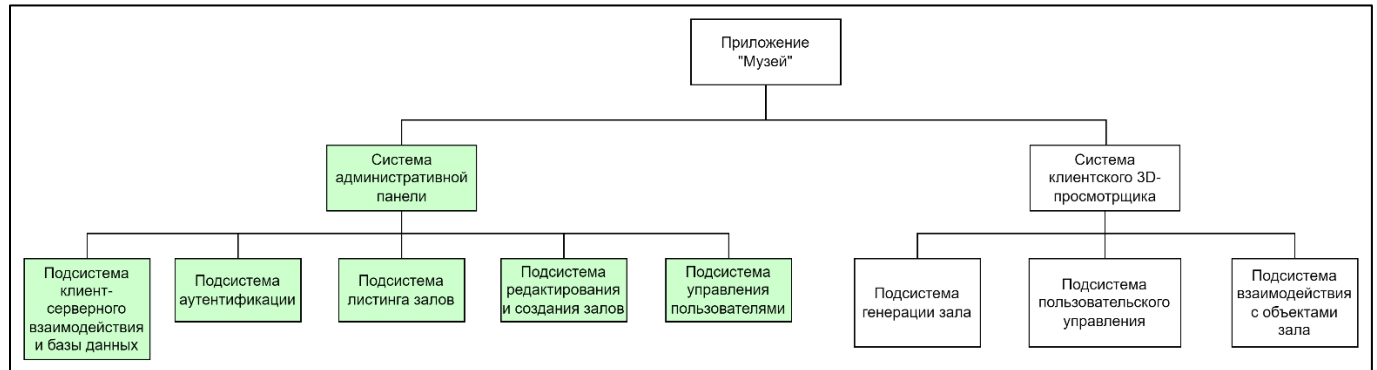 Приложение
"Музей"
Система
административной
панели
Система
клиентского 3D-
просмотрщика
Подсистема
клиент-
серверного
взаимодействия
и базы данных
Подсистема
аутентификации
Подсистема
листинга залов
Подсистема
редактирования
и создания залов
Подсистема
управления
пользователями
Подсистема
генерации зала
Подсистема
пользовательского
управления
Подсистема
взаимодействия
с объектами
зала